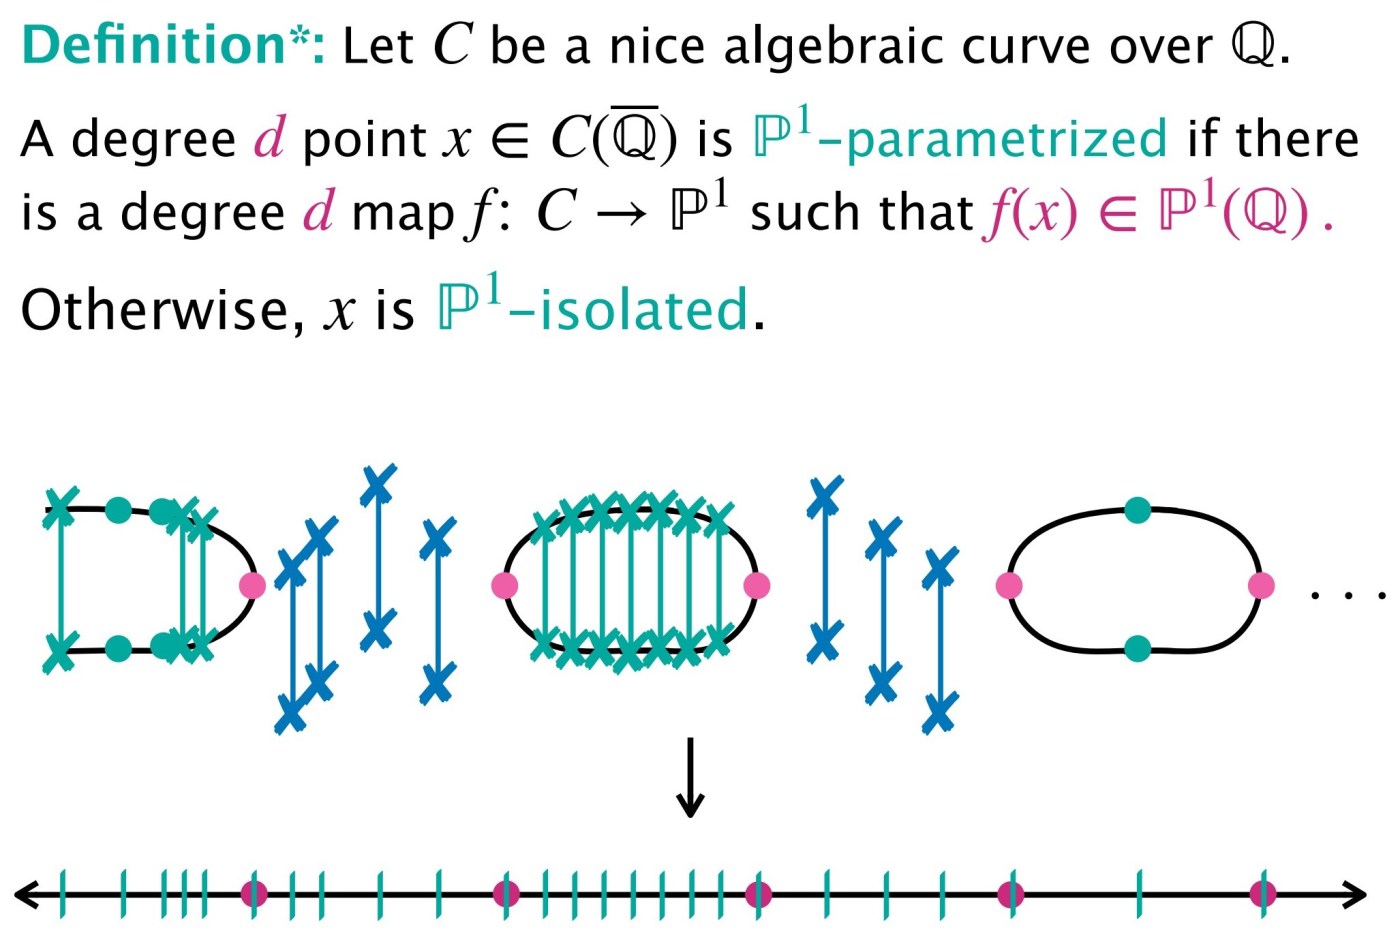 Definition*: Let C be a nice algebraic curve over ℚ.
A degree d point x ∈ C(ℚ̅) is ℙ¹-parametrized if there
is a degree d map f: C → ℙ¹ such that f(x) ∈ ℙ¹(ℚ).
Otherwise, x is ℙ¹-isolated.
. . .